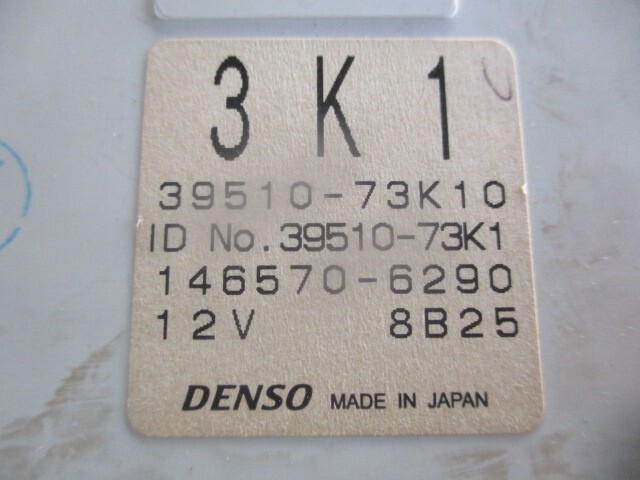 3 K 1
39510-73K10
ID No. 39510-73K1
146570-6290
12V 8B25
DENSO MADE IN JAPAN